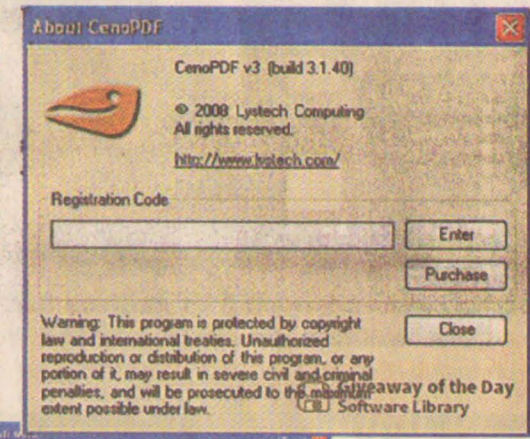 About CenoPDF
CenoPDF v3 (build 3.1.40)
© 2008 Lystech Computing
All rights reserved.
http://www.lystech.com/
Registration Code
Enter
Purchase
Close
Warning: This program is protected by copyright
law and international treaties. Unauthorized
reproduction or distribution of this program, or any
portion of it, may result in severe civil and criminal
penalties, and will be prosecuted to the maximum
extent possible under law.
Giveaway of the Day
Software Library